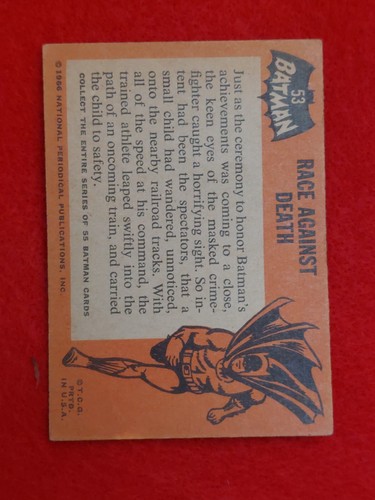 53
BATMAN
RACE AGAINST
DEATH
Just as the ceremony to honor Batman's
achievements was coming to a close,
the keen eyes of the masked crime-
fighter caught a horrifying sight. So in-
tent had been the spectators, that a
small child had wandered, unnoticed,
onto the nearby railroad tracks. With
all of the speed at his command, the
trained athlete leaped swiftly into the
path of an oncoming train, and carried
the child to safety.
COLLECT THE ENTIRE SERIES OF 55 BATMAN CARDS
©1966 NATIONAL PERIODICAL PUBLICATIONS, INC.
© T.C.G.
PRTD.
IN U.S.A.